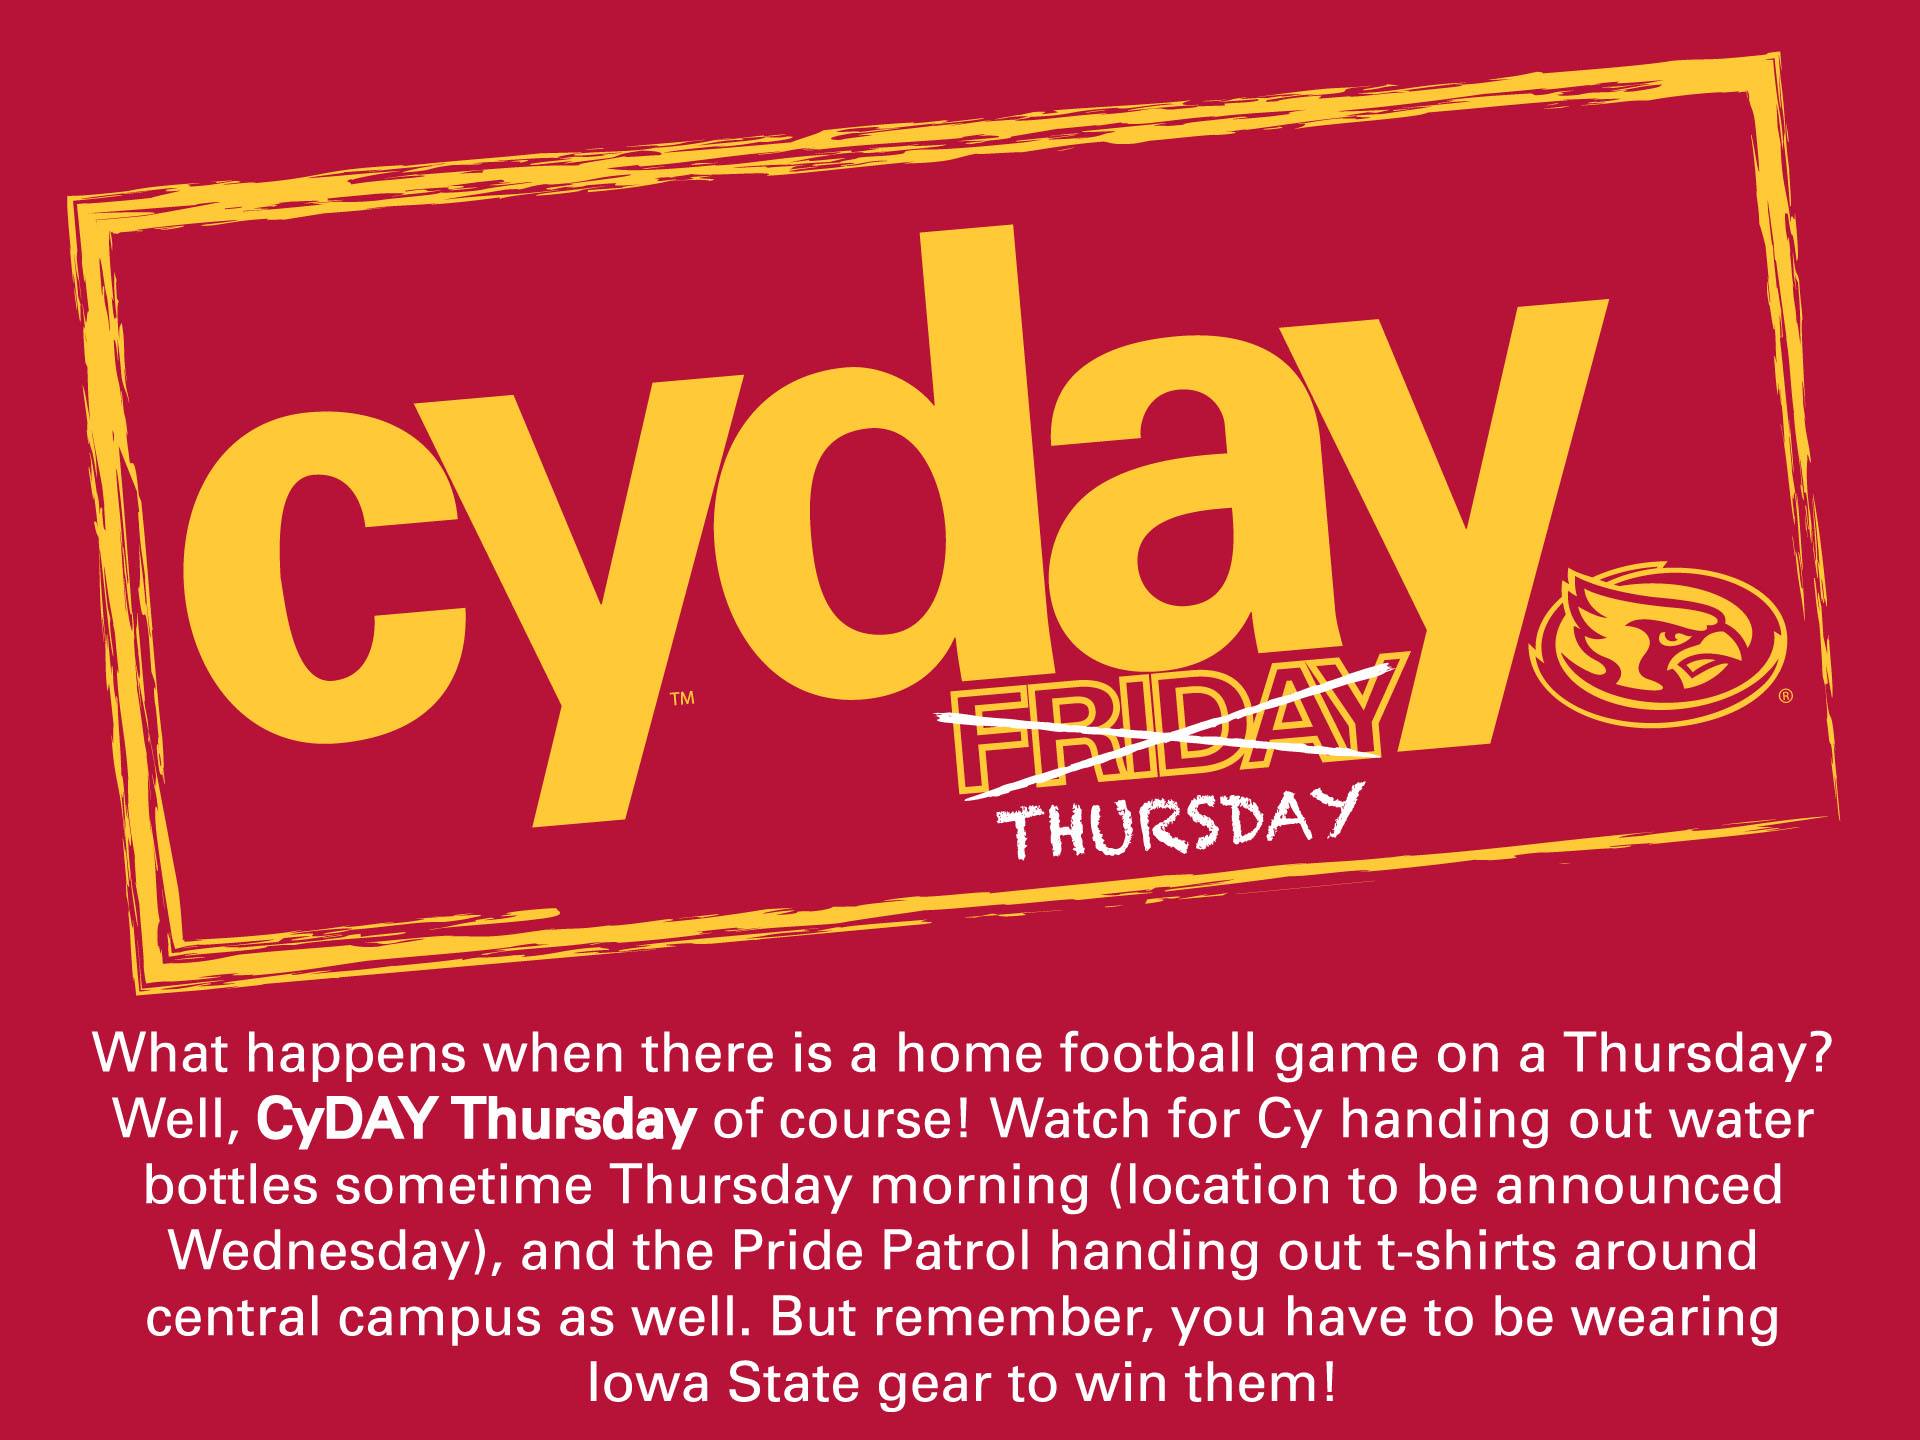 cyday
™
FRIDAY
®
THURSDAY
What happens when there is a home football game on a Thursday?
Well, CyDAY Thursday of course! Watch for Cy handing out water
bottles sometime Thursday morning (location to be announced
Wednesday), and the Pride Patrol handing out t-shirts around
central campus as well. But remember, you have to be wearing
Iowa State gear to win them!